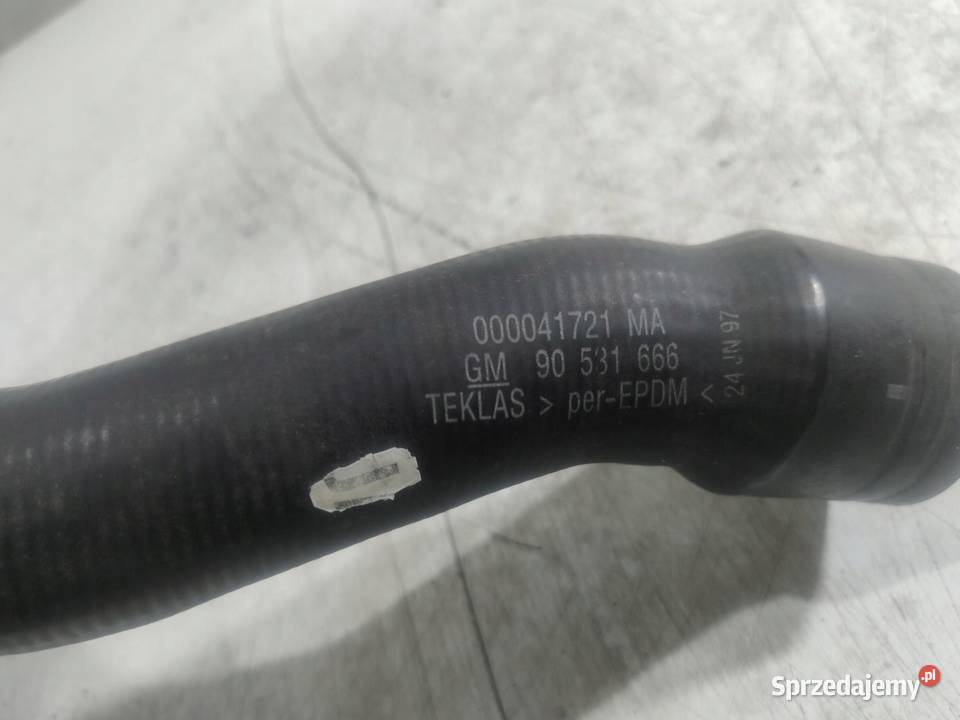 000041721 MA
GM 90 531 666
TEKLAS > per-EPDM <
24 JN 97
Sprzedajemy.pl